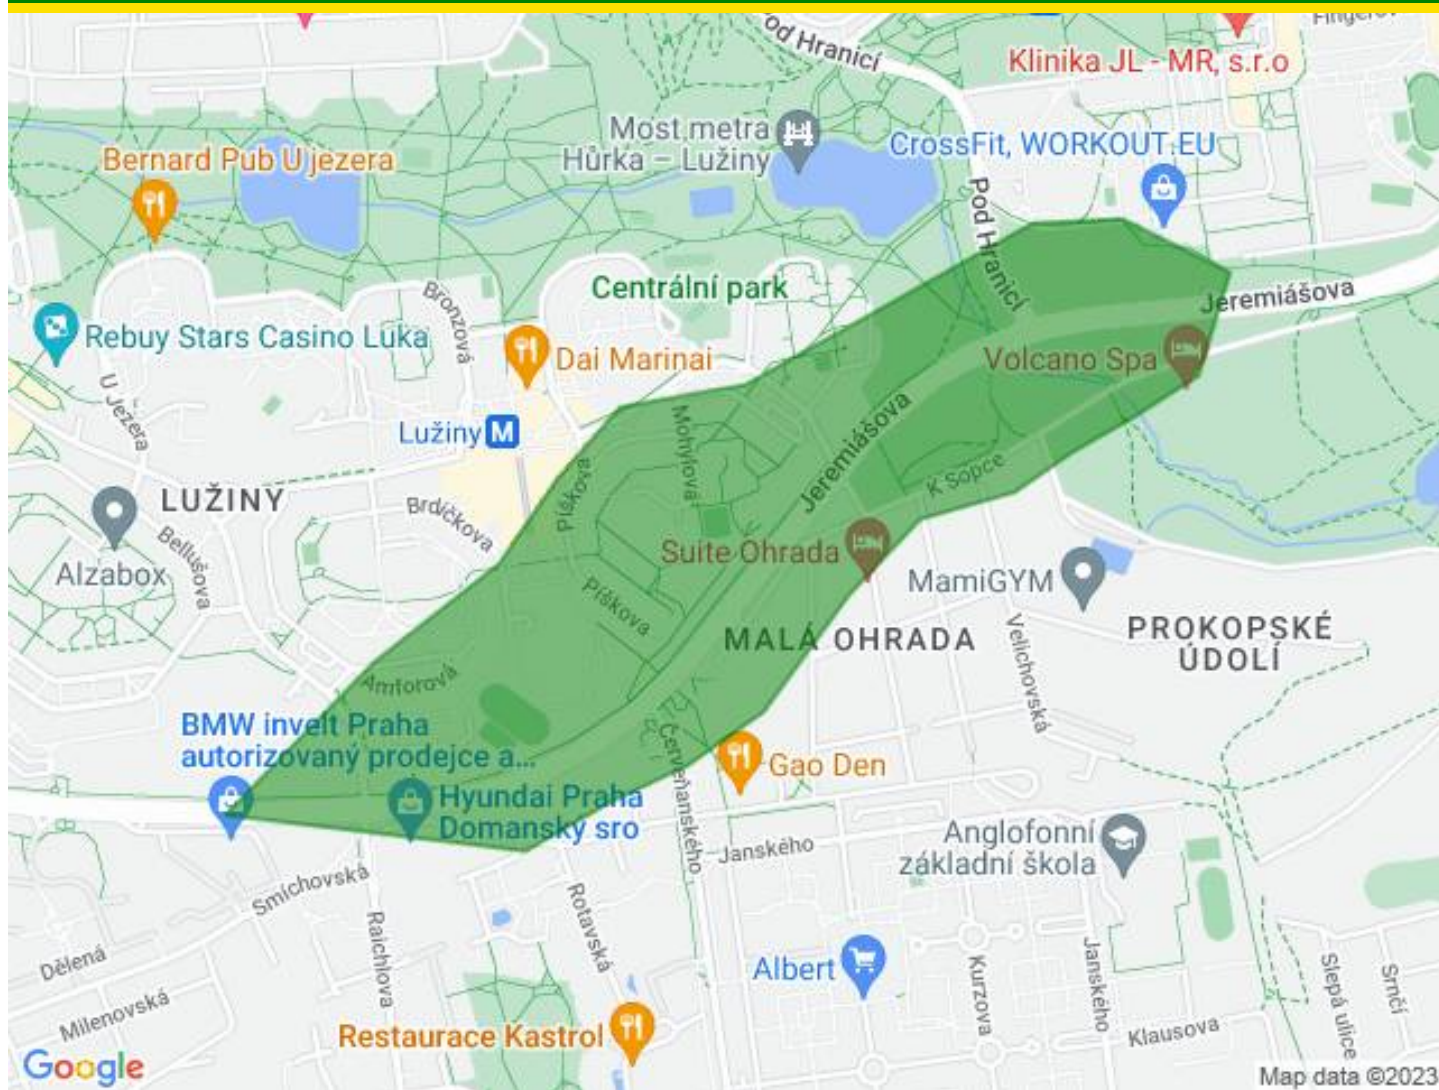 Pod Hranicí
Fingerov
Klinika JL - MR, s.r.o
Most metra
Hůrka – Lužiny
CrossFit, WORKOUT.EU
Bernard Pub U jezera
Pod Hranicí
Centrální park
Bronzová
Jeremiášova
Rebuy Stars Casino Luka
Dai Marinai
Volcano Spa
U Jezera
Lužiny
M
Mohylová
Jeremiášova
K Sopce
LUŽINY
Píškova
Brdičkova
Bellušova
Suite Ohrada
Alzabox
MamiGYM
Píškova
MALÁ OHRADA
Velichovská
PROKOPSKÉ
ÚDOLÍ
Amforová
BMW invelt Praha
autorizovaný prodejce a...
Červeňanského
Gao Den
Hyundai Praha
Domanský sro
Janského
Anglofonní
základní škola
Smíchovská
Rotavská
Raichlova
Dělená
Albert
Kurzova
Janského
Slepá ulice
Srnčí
Milenovská
Restaurace Kastrol
Klausova
Google
Map data ©2023